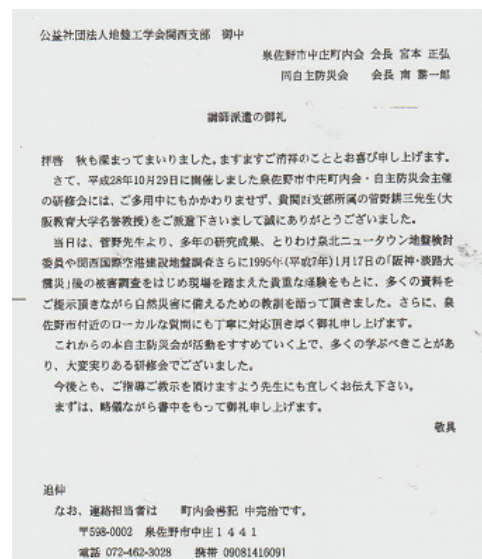 公益社団法人地盤工学会関西支部 御中
泉佐野市中庄町内会 会長 宮本 正弘
同自主防災会 会長 南 繁一郎
講師派遣の御礼
拝啓 秋も深まってまいりました。ますますご清祥のこととお喜び申し上げます。
さて、平成28年10月29日に開催しました泉佐野市中庄町内会・自主防災会主催
の研修会には、ご多用中にもかかわりませず、貴関西支部所属の菅野耕三先生(大
阪教育大学名誉教授)をご派遣下さいまして誠にありがとうございました。
当日は、菅野先生より、多年の研究成果、とりわけ泉北ニュータウン地盤検討
委員や関西国際空港建設地盤調査さらに1995年(平成7年)1月17日の「阪神・淡路大
震災」後の被害調査をはじめ現場を踏まえた貴重な経験をもとに、多くの資料を
ご提示頂きながら自然災害に備えるための教訓を語って頂きました。さらに、泉
佐野市付近のローカルな質問にも丁寧に対応頂き厚く御礼申し上げます。
これからの本自主防災会が活動をすすめていく上で、多くの学ぶべきことがあ
り、大変実りある研修会でございました。
今後とも、ご指導ご教示を頂けますよう先生にも宜しくお伝え下さい。
まずは、略儀ながら書中をもって御礼申し上げます。
敬具
追伸
なお、連絡担当者は 町内会書記 中完治です。
〒598-0002 泉佐野市中庄1441
電話 072-462-3028 携帯 09081416091